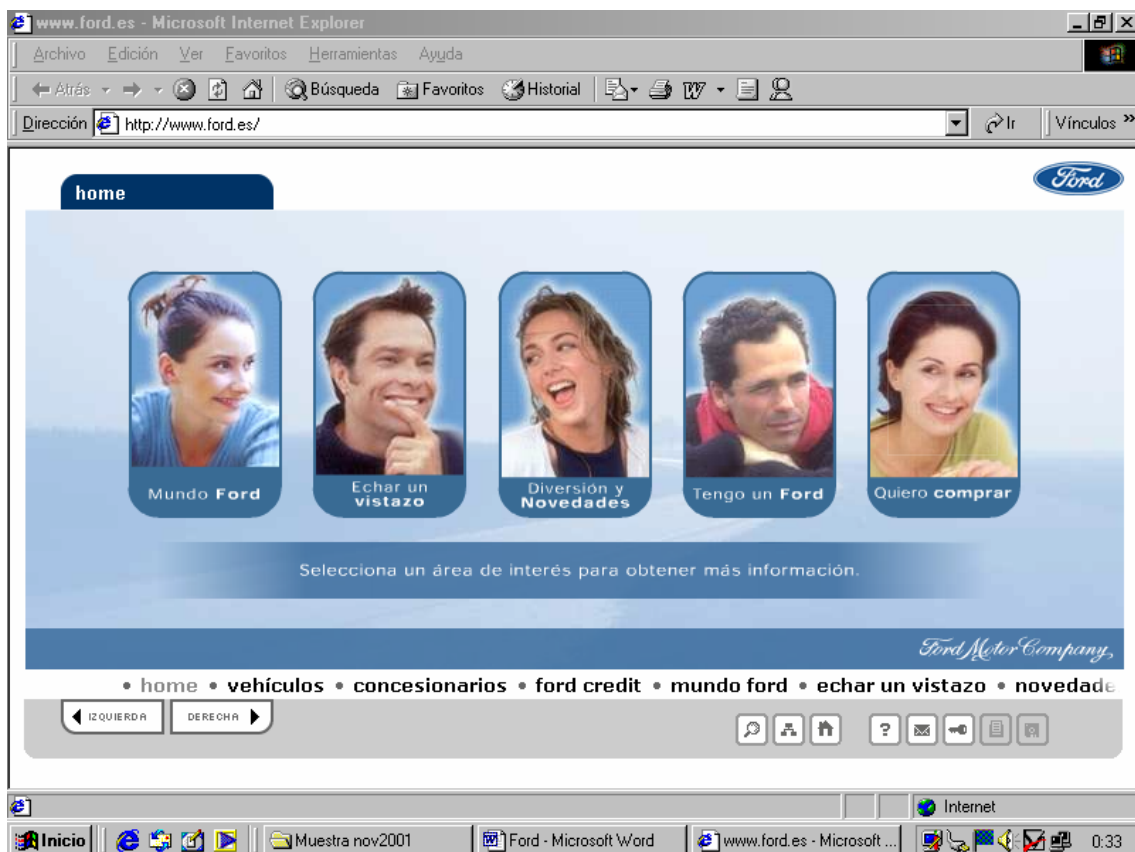 www.ford.es - Microsoft Internet Explorer
Archivo Edición Ver Favoritos Herramientas Ayuda
Atrás Búsqueda Favoritos Historial
Dirección http://www.ford.es/ Ir Vínculos »
home
Ford
Mundo Ford
Echar un
vistazo
Diversión y
Novedades
Tengo un Ford
Quiero comprar
Selecciona un área de interés para obtener más información.
Ford Motor Company,
• home • vehículos • concesionarios • ford credit • mundo ford • echar un vistazo • novedade
IZQUIERDA DERECHA
?
Internet
Inicio Muestra nov2001 Ford - Microsoft Word www.ford.es - Microsoft ... 0:33